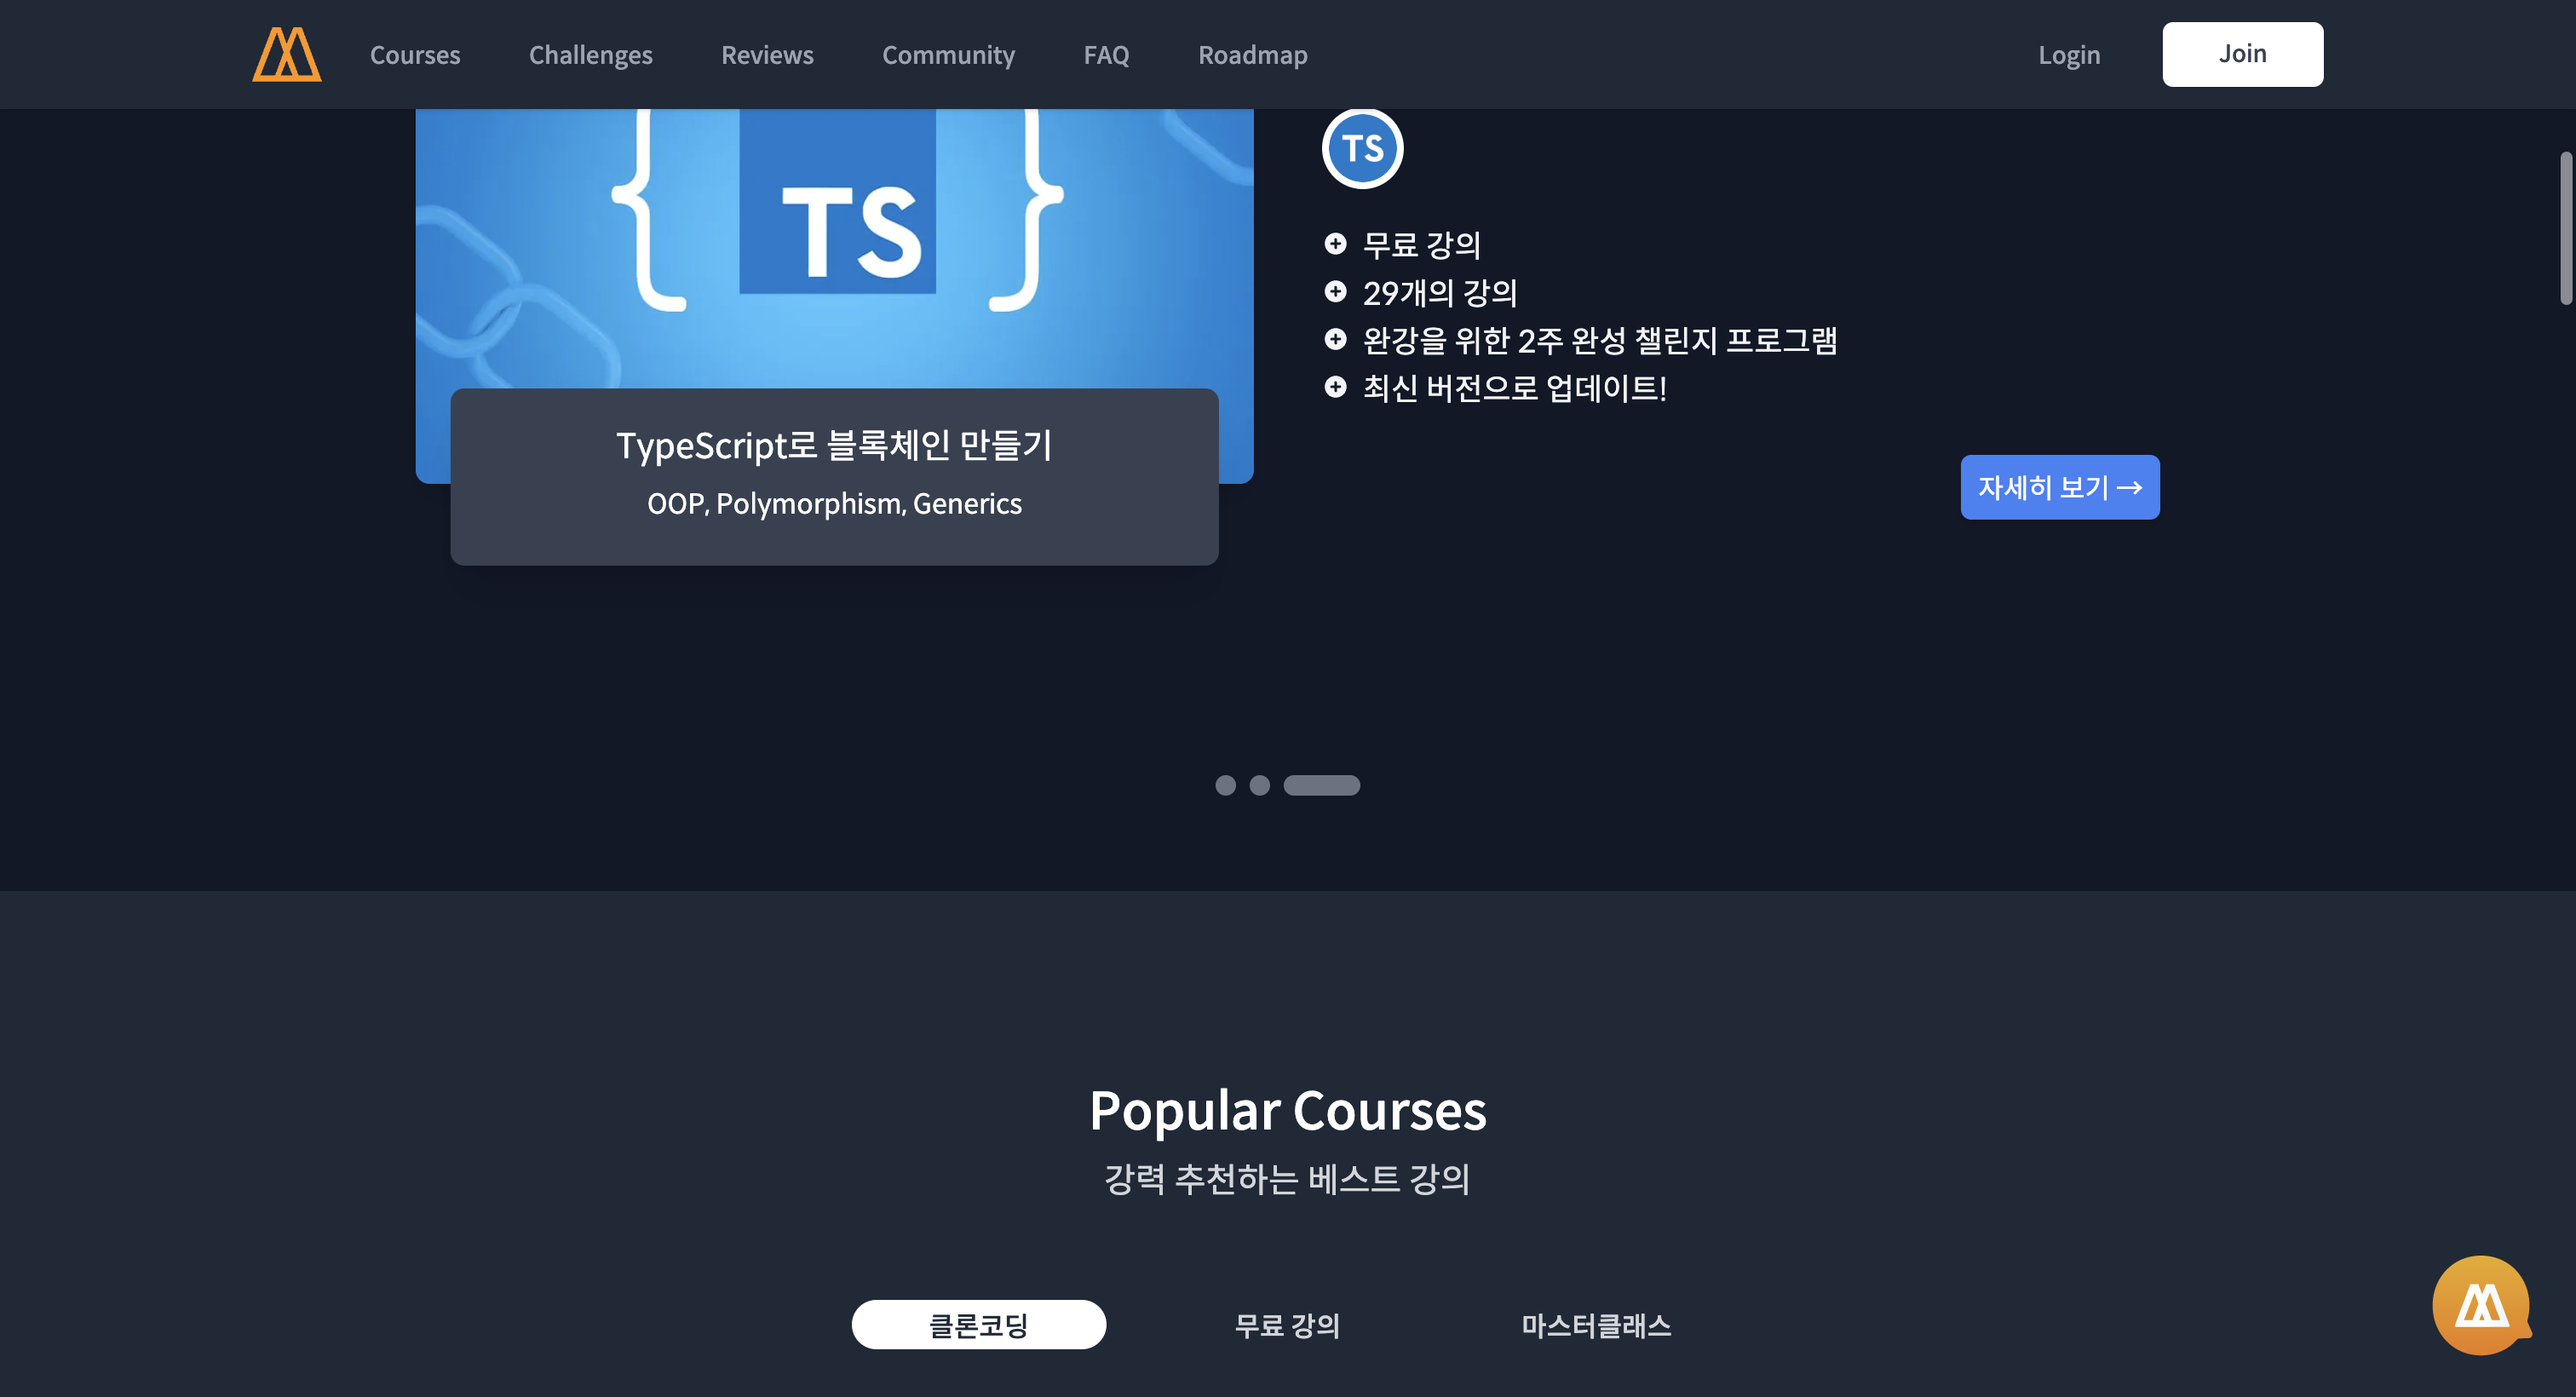 Courses Challenges Reviews Community FAQ Roadmap Login Join
{ TS }
TS
무료 강의
29개의 강의
완강을 위한 2주 완성 챌린지 프로그램
최신 버전으로 업데이트!
TypeScript로 블록체인 만들기
OOP, Polymorphism, Generics
자세히 보기 →
Popular Courses
강력 추천하는 베스트 강의
클론코딩 무료 강의 마스터클래스